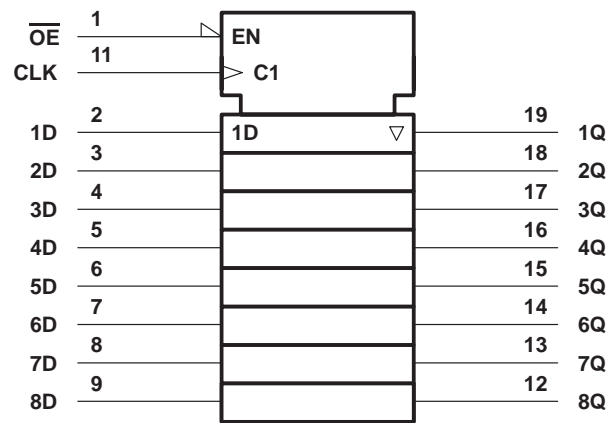 OE 1 EN
CLK 11 C1
1D 2 1D 19 1Q
2D 3 18 2Q
3D 4 17 3Q
4D 5 16 4Q
5D 6 15 5Q
6D 7 14 6Q
7D 8 13 7Q
8D 9 12 8Q